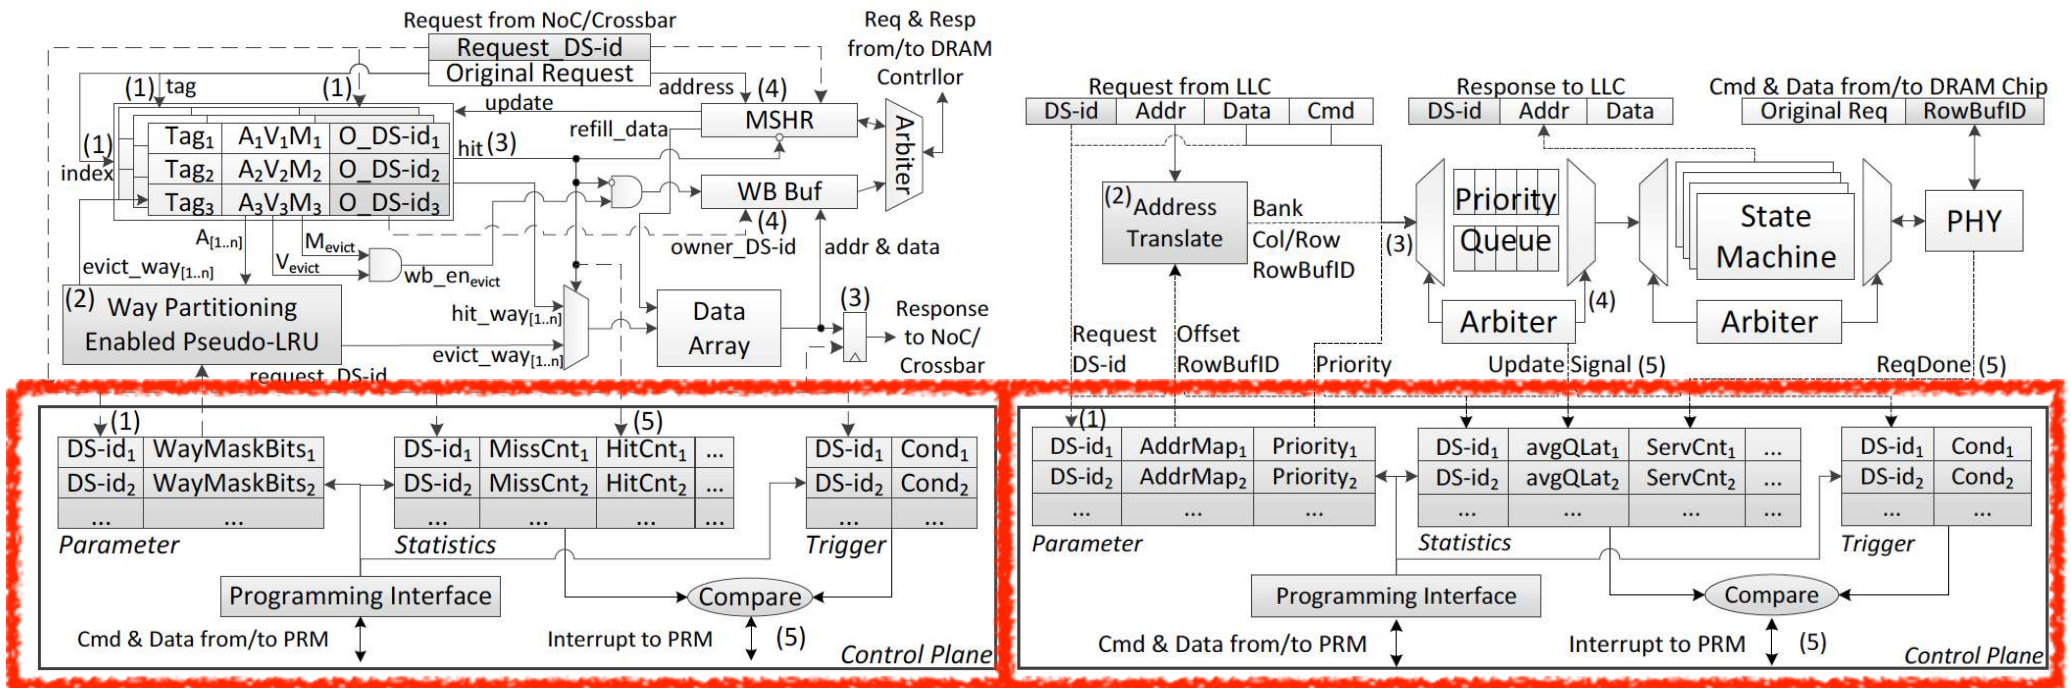 Request from NoC/Crossbar
Request_DS-id
Original Request
Req & Resp
from/to DRAM
Contrllor
(1)
tag
(1)
address
(4)
update
MSHR
refill_data
Arbiter
(1)
index
Tag1 A1V1M1 O_DS-id1
Tag2 A2V2M2 O_DS-id2
Tag3 A3V3M3 O_DS-id3
hit (3)
WB Buf
(4)
owner_DS-id
addr & data
A[1..n]
Mevict
Vevict
wb_enevict
evict_way[1..n]
(2) Way Partitioning
Enabled Pseudo-LRU
hit_way[1..n]
evict_way[1..n]
Data
Array
(3)
Response
to NoC/
Crossbar
request_DS-id
(1)
(5)
DS-id1 WayMaskBits1
DS-id2 WayMaskBits2
... ...
Parameter
DS-id1 MissCnt1 HitCnt1 ...
DS-id2 MissCnt2 HitCnt2 ...
... ... ... ...
Statistics
DS-id1 Cond1
DS-id2 Cond2
... ...
Trigger
Programming Interface
Compare
Cmd & Data from/to PRM
Interrupt to PRM
(5)
Control Plane
Request from LLC
DS-id Addr Data Cmd
Response to LLC
DS-id Addr Data
Cmd & Data from/to DRAM Chip
Original Req RowBufID
(2) Address
Translate
Bank
Col/Row
RowBufID
(3)
Priority
Queue
State
Machine
PHY
Arbiter
(4)
Arbiter
Request
DS-id
Offset
RowBufID
Priority
Update Signal (5)
ReqDone (5)
(1)
DS-id1 AddrMap1 Priority1
DS-id2 AddrMap2 Priority2
... ... ...
Parameter
DS-id1 avgQLat1 ServCnt1 ...
DS-id2 avgQLat2 ServCnt2 ...
... ... ... ...
Statistics
DS-id1 Cond1
DS-id2 Cond2
... ...
Trigger
Programming Interface
Compare
Cmd & Data from/to PRM
Interrupt to PRM
(5)
Control Plane